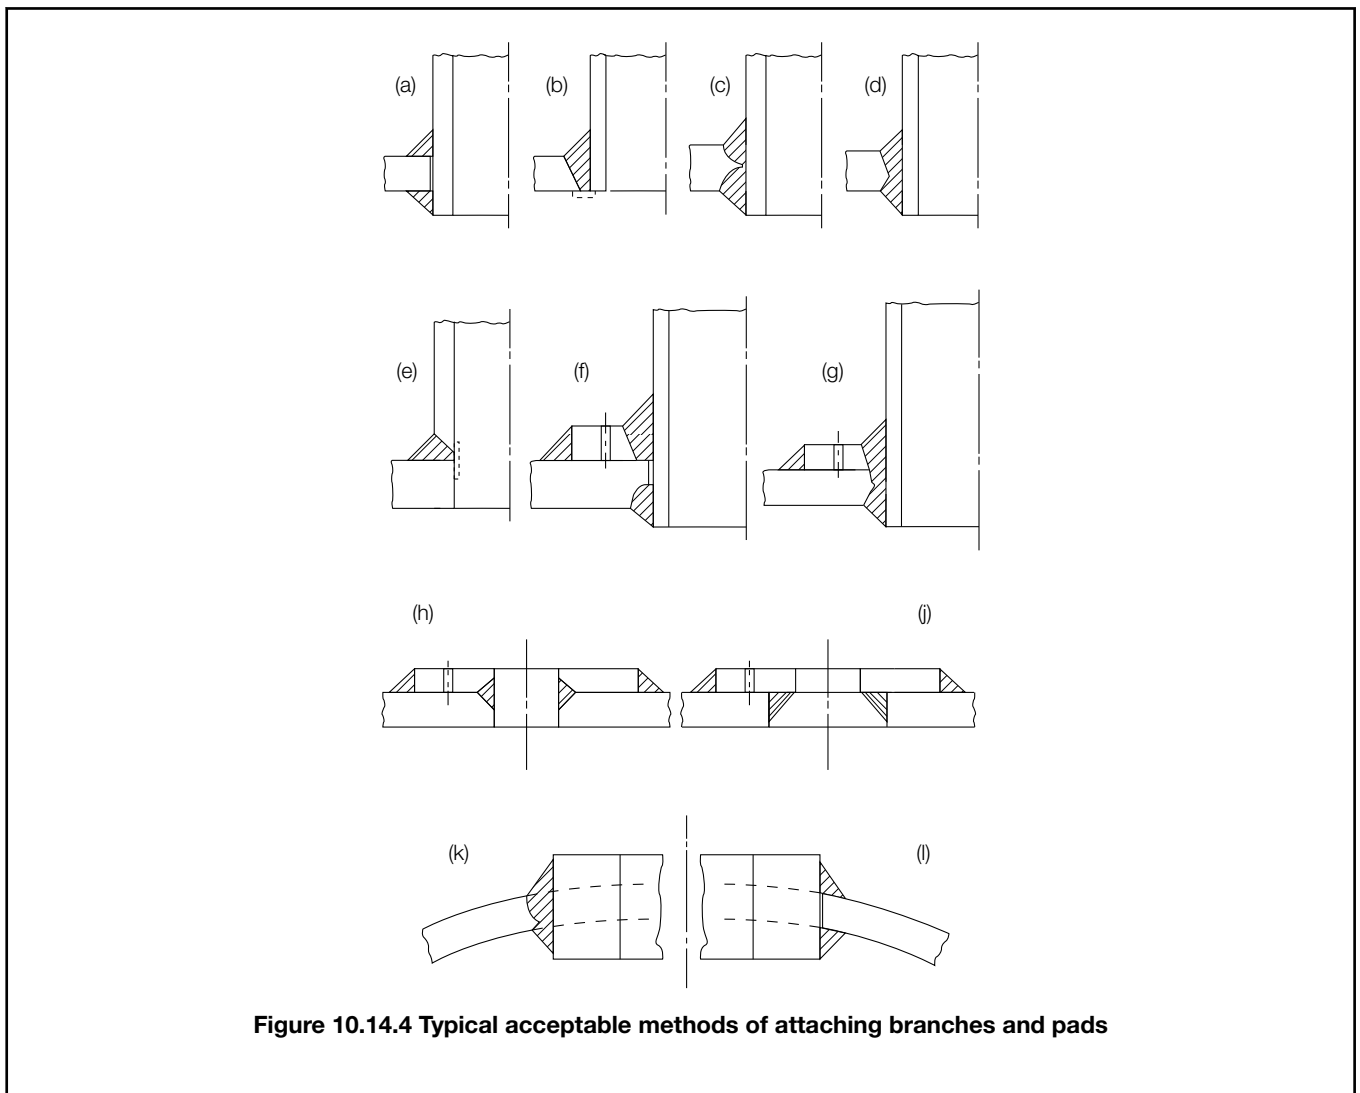 (a)
(b)
(c)
(d)
(e)
(f)
(g)
(h)
(j)
(k)
(l)
Figure 10.14.4 Typical acceptable methods of attaching branches and pads